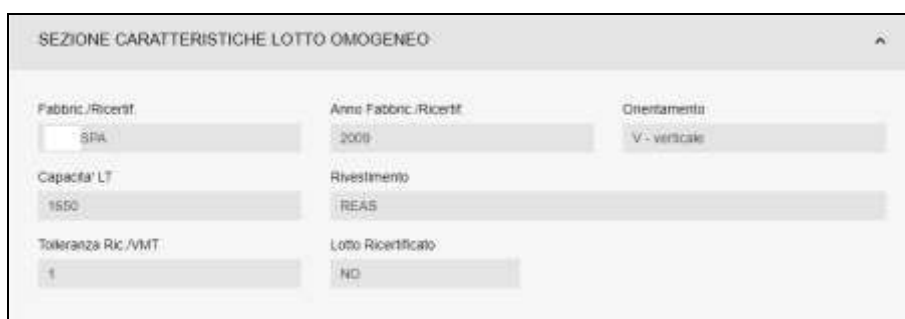 SEZIONE CARATTERISTICHE LOTTO OMOGENEO
Fabbric./Ricertif. Anno Fabbric./Ricertif. Orientamento
SPA 2009 V - verticale
Capacita' LT Rivestimento
1650 REAS
Tolleranza Ric./VMT Lotto Ricertificato
1 NO